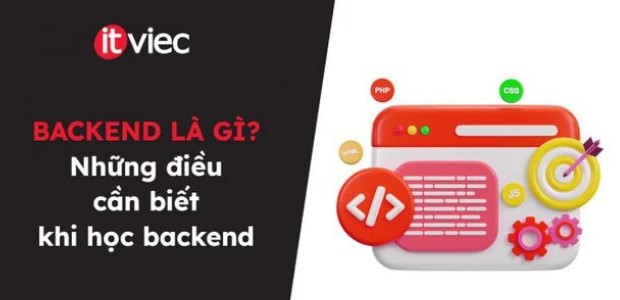 itviec
BACKEND LÀ GÌ?
Những điều
cần biết
khi học backend
PHP
CSS
HTML
JS
</>